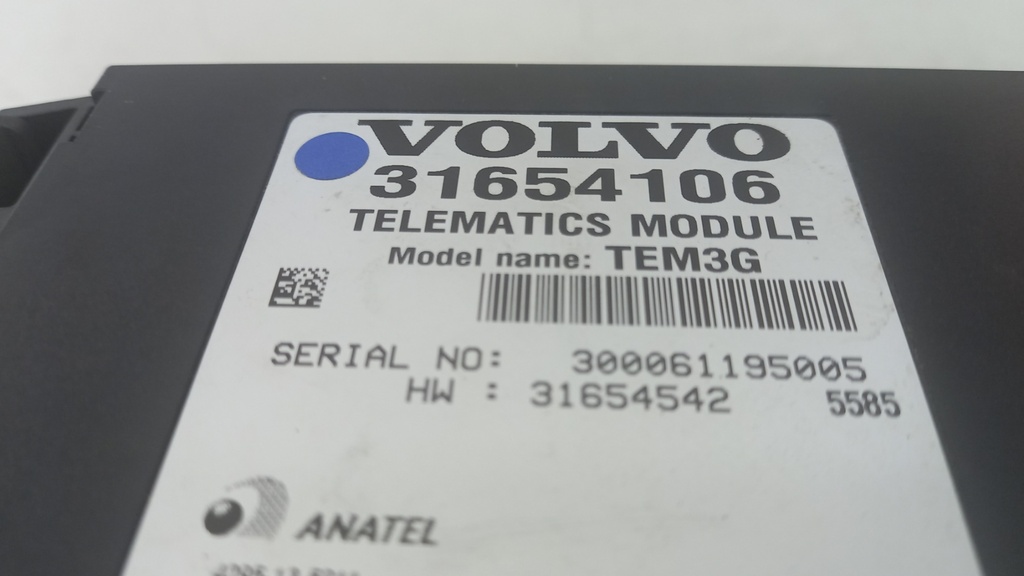 VOLVO
31654106
TELEMATICS MODULE
Model name: TEM3G
SERIAL NO: 300061195005
HW : 31654542 5585
ANATEL